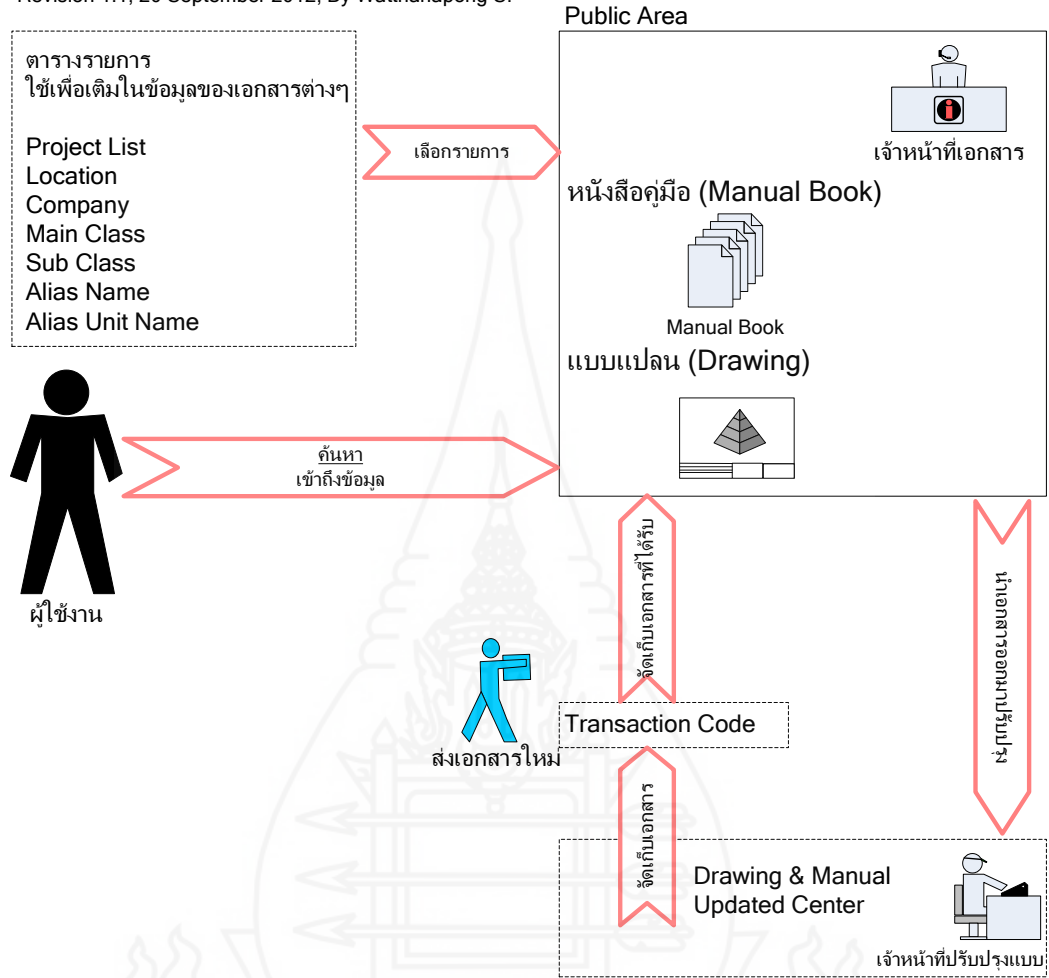 Public Area
ตารางรายการ
ใช้เพื่อเติมในข้อมูลของเอกสารต่างๆ
Project List
Location
Company
Main Class
Sub Class
Alias Name
Alias Unit Name
เลือกรายการ
เจ้าหน้าที่เอกสาร
หนังสือคู่มือ (Manual Book)
Manual Book
แบบแปลน (Drawing)
ค้นหา
เข้าถึงข้อมูล
ผู้ใช้งาน
จัดเก็บเอกสารที่ได้รับ
นำเอกสารออกมาปรับปรุง
ส่งเอกสารใหม่
Transaction Code
จัดเก็บเอกสาร
Drawing & Manual
Updated Center
เจ้าหน้าที่ปรับปรุงแบบ